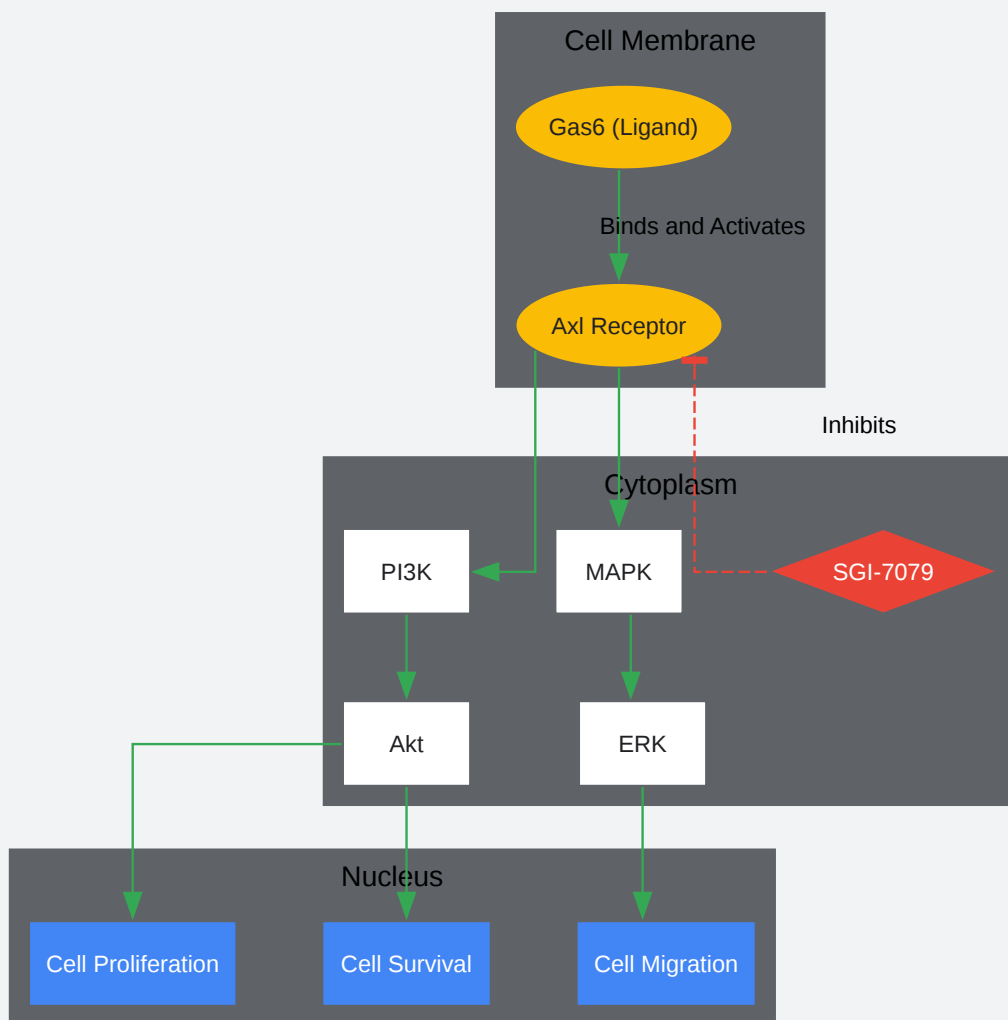 Cell Membrane
Gas6 (Ligand)
Binds and Activates
Axl Receptor
Inhibits
Cytoplasm
PI3K
MAPK
SGI-7079
Akt
ERK
Nucleus
Cell Proliferation
Cell Survival
Cell Migration